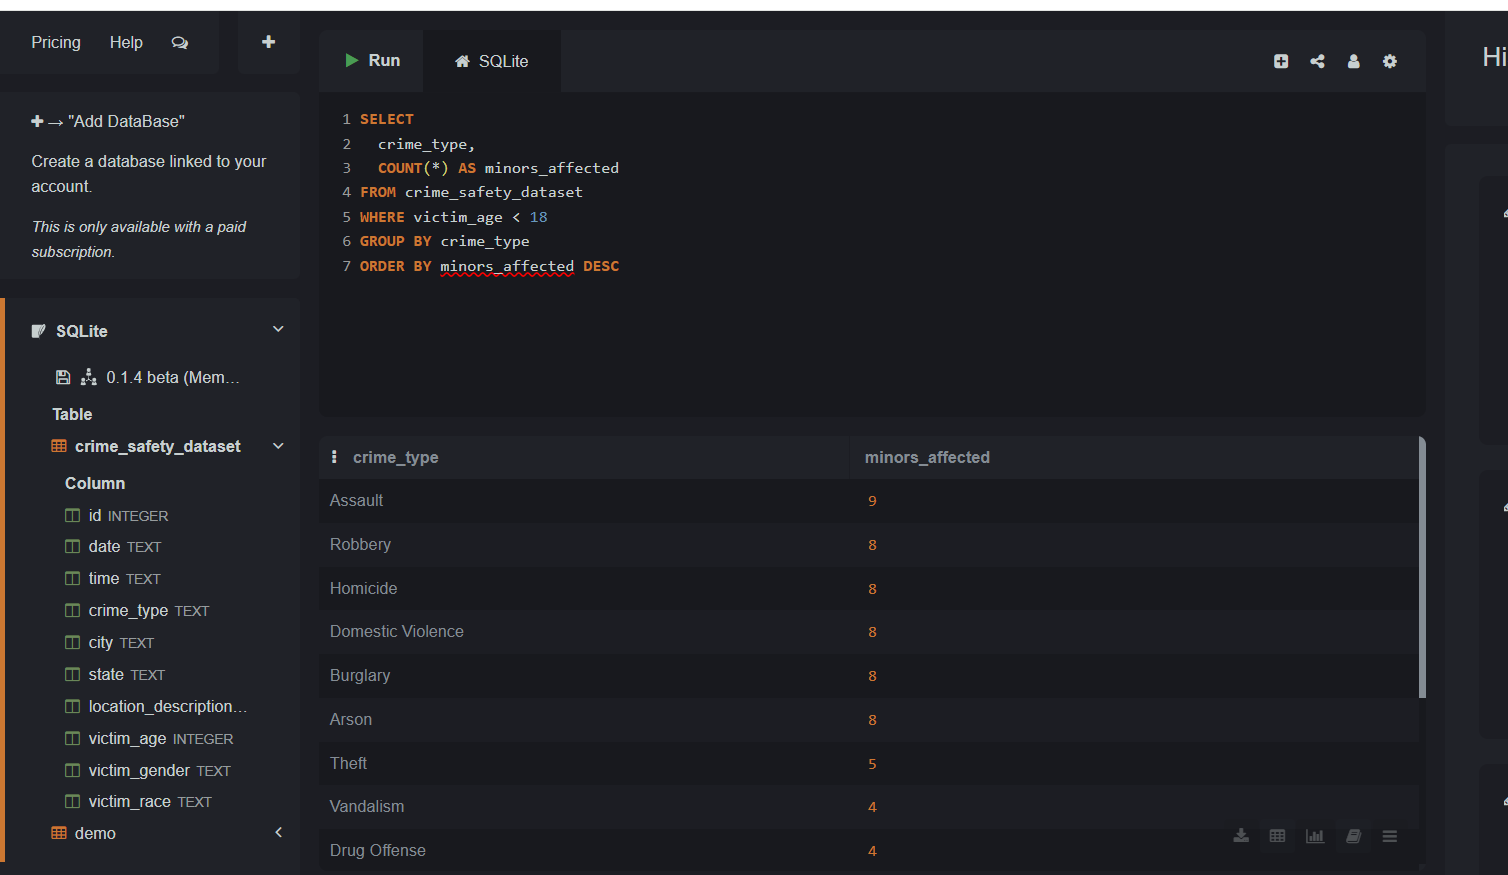 Pricing Help
"Add DataBase"
Create a database linked to your
account.
This is only available with a paid
subscription.
SQLite
0.1.4 beta (Mem...
Table
crime_safety_dataset
Column
id INTEGER
date TEXT
time TEXT
crime_type TEXT
city TEXT
state TEXT
location_description...
victim_age INTEGER
victim_gender TEXT
victim_race TEXT
demo
Run SQLite
1 SELECT
2 crime_type,
3 COUNT(*) AS minors_affected
4 FROM crime_safety_dataset
5 WHERE victim_age < 18
6 GROUP BY crime_type
7 ORDER BY minors_affected DESC
crime_type minors_affected
Assault 9
Robbery 8
Homicide 8
Domestic Violence 8
Burglary 8
Arson 8
Theft 5
Vandalism 4
Drug Offense 4